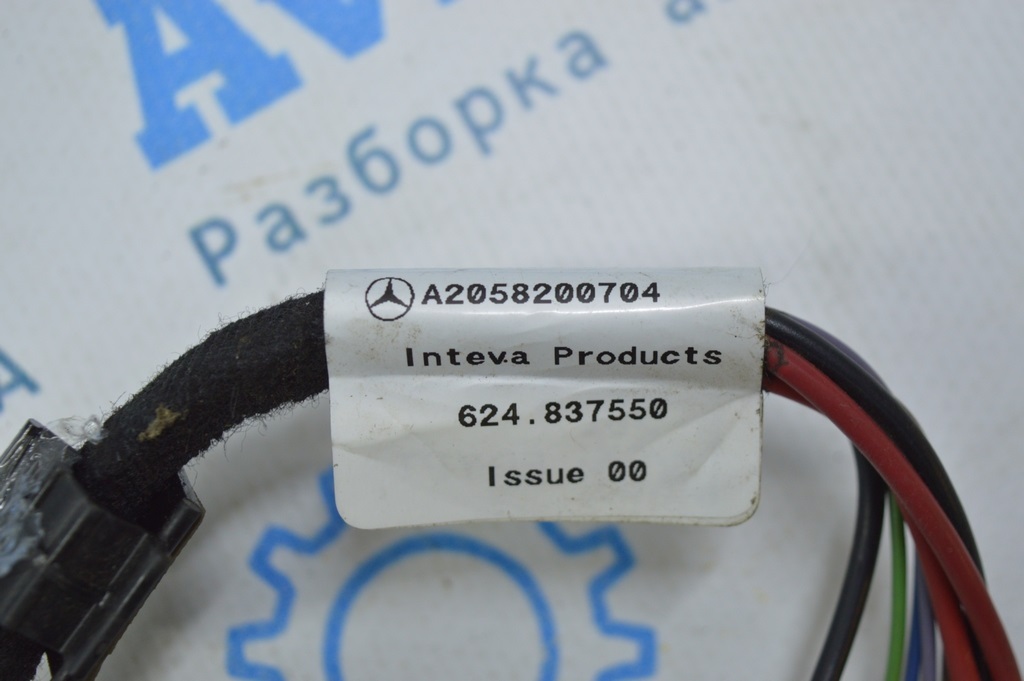 Разборка
A2058200704
Inteva Products
624.837550
Issue 00